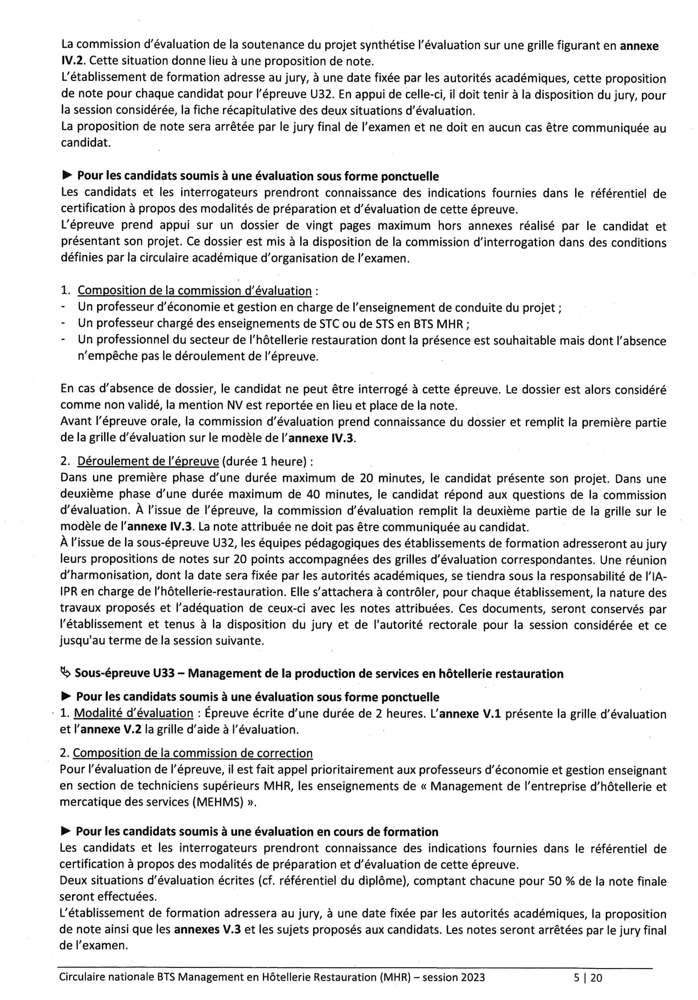 La commission d'évaluation de la soutenance du projet synthétise l'évaluation sur une grille figurant en annexe
IV.2. Cette situation donne lieu à une proposition de note.
L'établissement de formation adresse au jury, à une date fixée par les autorités académiques, cette proposition
de note pour chaque candidat pour l'épreuve U32. En appui de celle-ci, il doit tenir à la disposition du jury, pour
la session considérée, la fiche récapitulative des deux situations d'évaluation.
La proposition de note sera arrêtée par le jury final de l'examen et ne doit en aucun cas être communiquée au
candidat.
► Pour les candidats soumis à une évaluation sous forme ponctuelle
Les candidats et les interrogateurs prendront connaissance des indications fournies dans le référentiel de
certification à propos des modalités de préparation et d'évaluation de cette épreuve.
L'épreuve prend appui sur un dossier de vingt pages maximum hors annexes réalisé par le candidat et
présentant son projet. Ce dossier est mis à la disposition de la commission d'interrogation dans des conditions
définies par la circulaire académique d'organisation de l'examen.
1. Composition de la commission d'évaluation :
- Un professeur d'économie et gestion en charge de l'enseignement de conduite du projet ;
- Un professeur chargé des enseignements de STC ou de STS en BTS MHR ;
- Un professionnel du secteur de l'hôtellerie restauration dont la présence est souhaitable mais dont l'absence
n'empêche pas le déroulement de l'épreuve.
En cas d'absence de dossier, le candidat ne peut être interrogé à cette épreuve. Le dossier est alors considéré
comme non validé, la mention NV est reportée en lieu et place de la note.
Avant l'épreuve orale, la commission d'évaluation prend connaissance du dossier et remplit la première partie
de la grille d'évaluation sur le modèle de l'annexe IV.3.
2. Déroulement de l'épreuve (durée 1 heure) :
Dans une première phase d'une durée maximum de 20 minutes, le candidat présente son projet. Dans une
deuxième phase d'une durée maximum de 40 minutes, le candidat répond aux questions de la commission
d'évaluation. À l'issue de l'épreuve, la commission d'évaluation remplit la deuxième partie de la grille sur le
modèle de l'annexe IV.3. La note attribuée ne doit pas être communiquée au candidat.
À l'issue de la sous-épreuve U32, les équipes pédagogiques des établissements de formation adresseront au jury
leurs propositions de notes sur 20 points accompagnées des grilles d'évaluation correspondantes. Une réunion
d'harmonisation, dont la date sera fixée par les autorités académiques, se tiendra sous la responsabilité de l'IA-
IPR en charge de l'hôtellerie-restauration. Elle s'attachera à contrôler, pour chaque établissement, la nature des
travaux proposés et l'adéquation de ceux-ci avec les notes attribuées. Ces documents, seront conservés par
l'établissement et tenus à la disposition du jury et de l'autorité rectorale pour la session considérée et ce
jusqu'au terme de la session suivante.
Sous-épreuve U33 – Management de la production de services en hôtellerie restauration
► Pour les candidats soumis à une évaluation sous forme ponctuelle
1. Modalité d'évaluation : Épreuve écrite d'une durée de 2 heures. L'annexe V.1 présente la grille d'évaluation
et l'annexe V.2 la grille d'aide à l'évaluation.
2. Composition de la commission de correction
Pour l'évaluation de l'épreuve, il est fait appel prioritairement aux professeurs d'économie et gestion enseignant
en section de techniciens supérieurs MHR, les enseignements de « Management de l'entreprise d'hôtellerie et
mercatique des services (MEHMS) ».
► Pour les candidats soumis à une évaluation en cours de formation
Les candidats et les interrogateurs prendront connaissance des indications fournies dans le référentiel de
certification à propos des modalités de préparation et d'évaluation de cette épreuve.
Deux situations d'évaluation écrites (cf. référentiel du diplôme), comptant chacune pour 50 % de la note finale
seront effectuées.
L'établissement de formation adressera au jury, à une date fixée par les autorités académiques, la proposition
de note ainsi que les annexes V.3 et les sujets proposés aux candidats. Les notes seront arrêtées par le jury final
de l'examen.
Circulaire nationale BTS Management en Hôtellerie Restauration (MHR) – session 2023 5 | 20